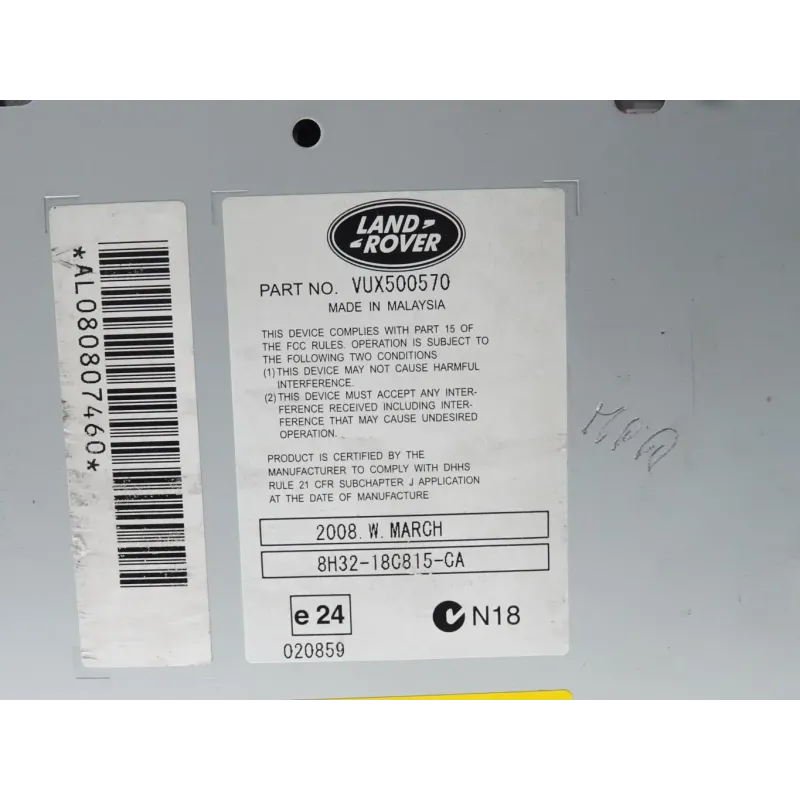 *AL080807460*
LAND-
-ROVER
PART NO. VUX500570
MADE IN MALAYSIA
THIS DEVICE COMPLIES WITH PART 15 OF
THE FCC RULES. OPERATION IS SUBJECT TO
THE FOLLOWING TWO CONDITIONS
(1) THIS DEVICE MAY NOT CAUSE HARMFUL
INTERFERENCE.
(2) THIS DEVICE MUST ACCEPT ANY INTER-
FERENCE RECEIVED INCLUDING INTER-
FERENCE THAT MAY CAUSE UNDESIRED
OPERATION.
PRODUCT IS CERTIFIED BY THE
MANUFACTURER TO COMPLY WITH DHHS
RULE 21 CFR SUBCHAPTER J APPLICATION
AT THE DATE OF MANUFACTURE
2008. W. MARCH
8H32-18C815-CA
e 24
N18
020859